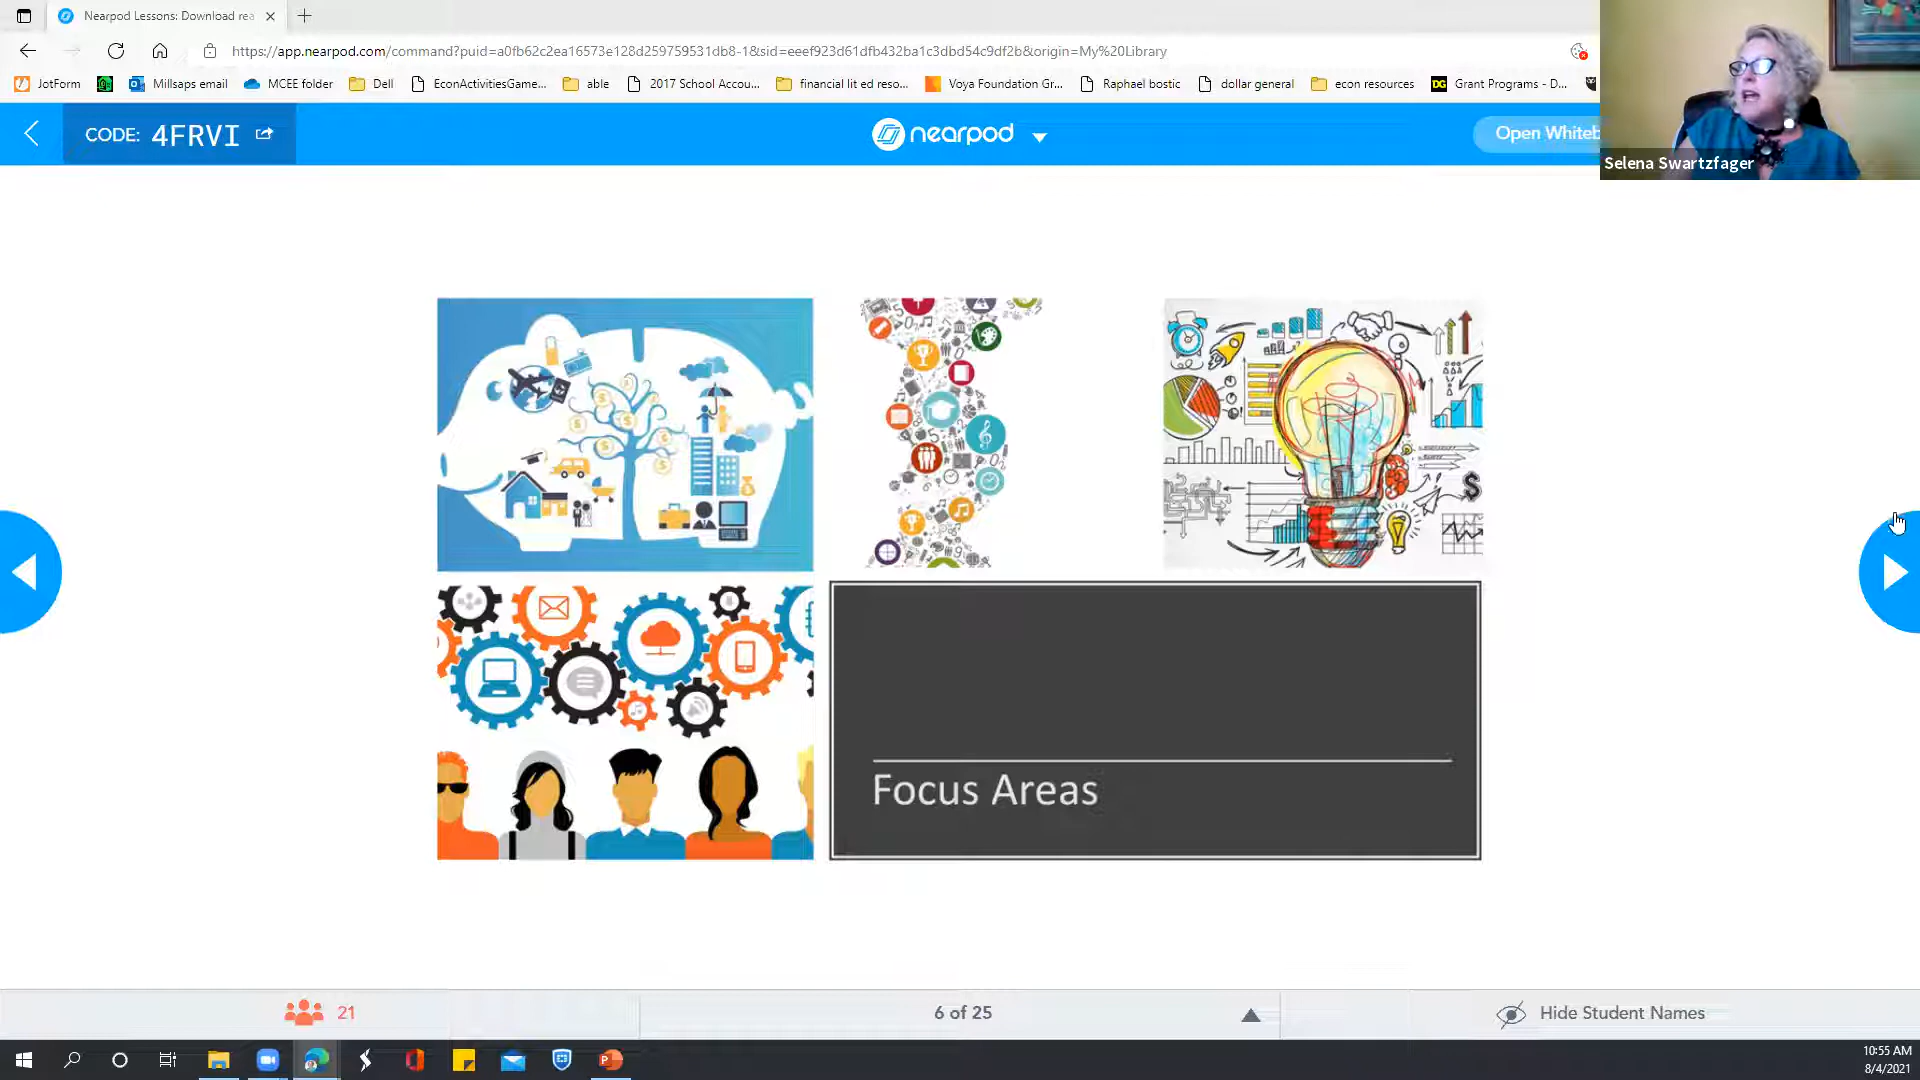 Nearpod Lessons: Download rea
https://app.nearpod.com/command?puid=a0fb62c2ea16573e128d259759531db8-1&sid=eeef923d61dfb432ba1c3dbd54c9df2b&origin=My%20Library
JotForm Millsaps email MCEE folder Dell EconActivitiesGame... able 2017 School Accou... financial lit ed reso... Voya Foundation Gr... Raphael bostic dollar general econ resources DG Grant Programs - D...
CODE: 4FRVI nearpod Open Whiteb
Selena Swartzfager
Focus Areas
21 6 of 25 Hide Student Names
10:55 AM
8/4/2021